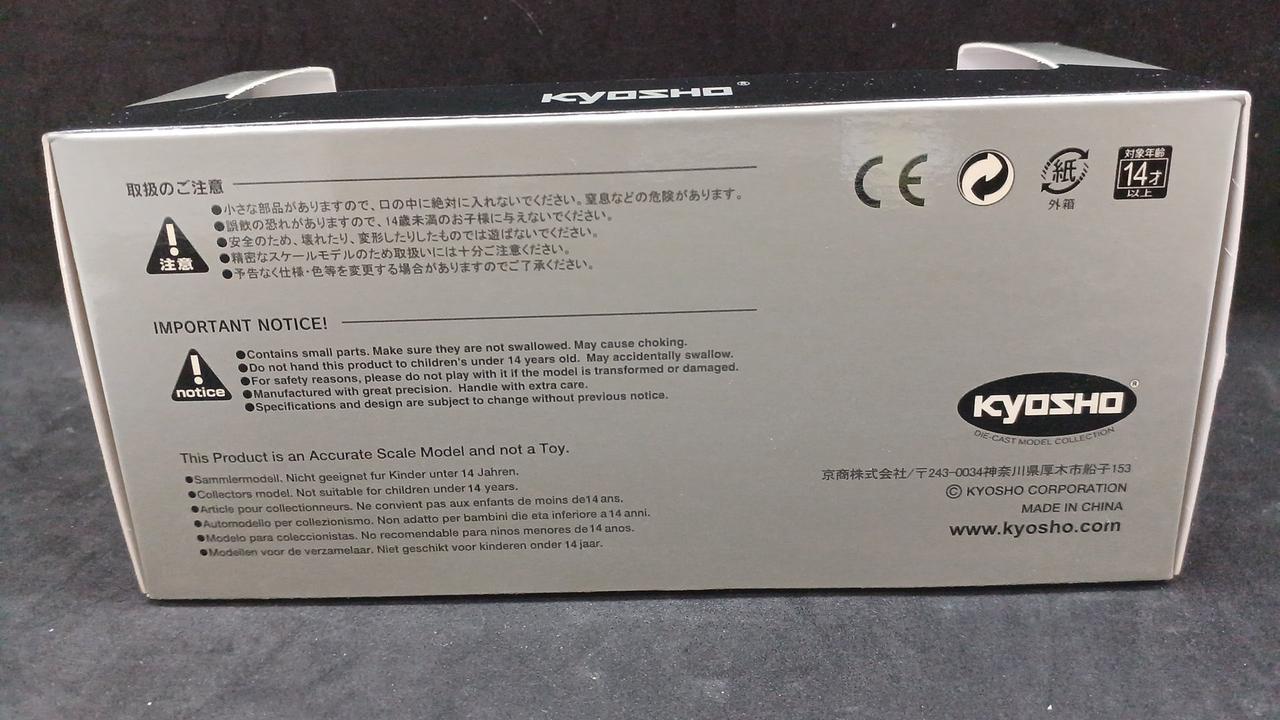 KYOSHO®
取扱のご注意
注意
●小さな部品がありますので、口の中に絶対に入れないでください。窒息などの危険があります。
●誤飲の恐れがありますので、14歳未満のお子様に与えないでください。
●安全のため、壊れたり、変形したりしたものでは遊ばないでください。
●精密なスケールモデルのため取扱いには十分ご注意ください。
●予告なく仕様・色等を変更する場合がありますのでご了承ください。
CE
紙
外箱
対象年齢
14才
以上
IMPORTANT NOTICE!
notice
●Contains small parts. Make sure they are not swallowed. May cause choking.
●Do not hand this product to children's under 14 years old. May accidentally swallow.
●For safety reasons, please do not play with it if the model is transformed or damaged.
●Manufactured with great precision. Handle with extra care.
●Specifications and design are subject to change without previous notice.
This Product is an Accurate Scale Model and not a Toy.
●Sammlermodell. Nicht geeignet fur Kinder unter 14 Jahren.
●Collectors model. Not suitable for children under 14 years.
●Article pour collectionneurs. Ne convient pas aux enfants de moins de14 ans.
●Automodello per collezionismo. Non adatto per bambini die eta inferiore a 14 anni.
●Modelo para coleccionistas. No recomendable para ninos menores de 14 anos.
●Modellen voor de verzamelaar. Niet geschikt voor kinderen onder 14 jaar.
KYOSHO®
DIE-CAST MODEL COLLECTION
京商株式会社/〒243-0034神奈川県厚木市船子153
© KYOSHO CORPORATION
MADE IN CHINA
www.kyosho.com